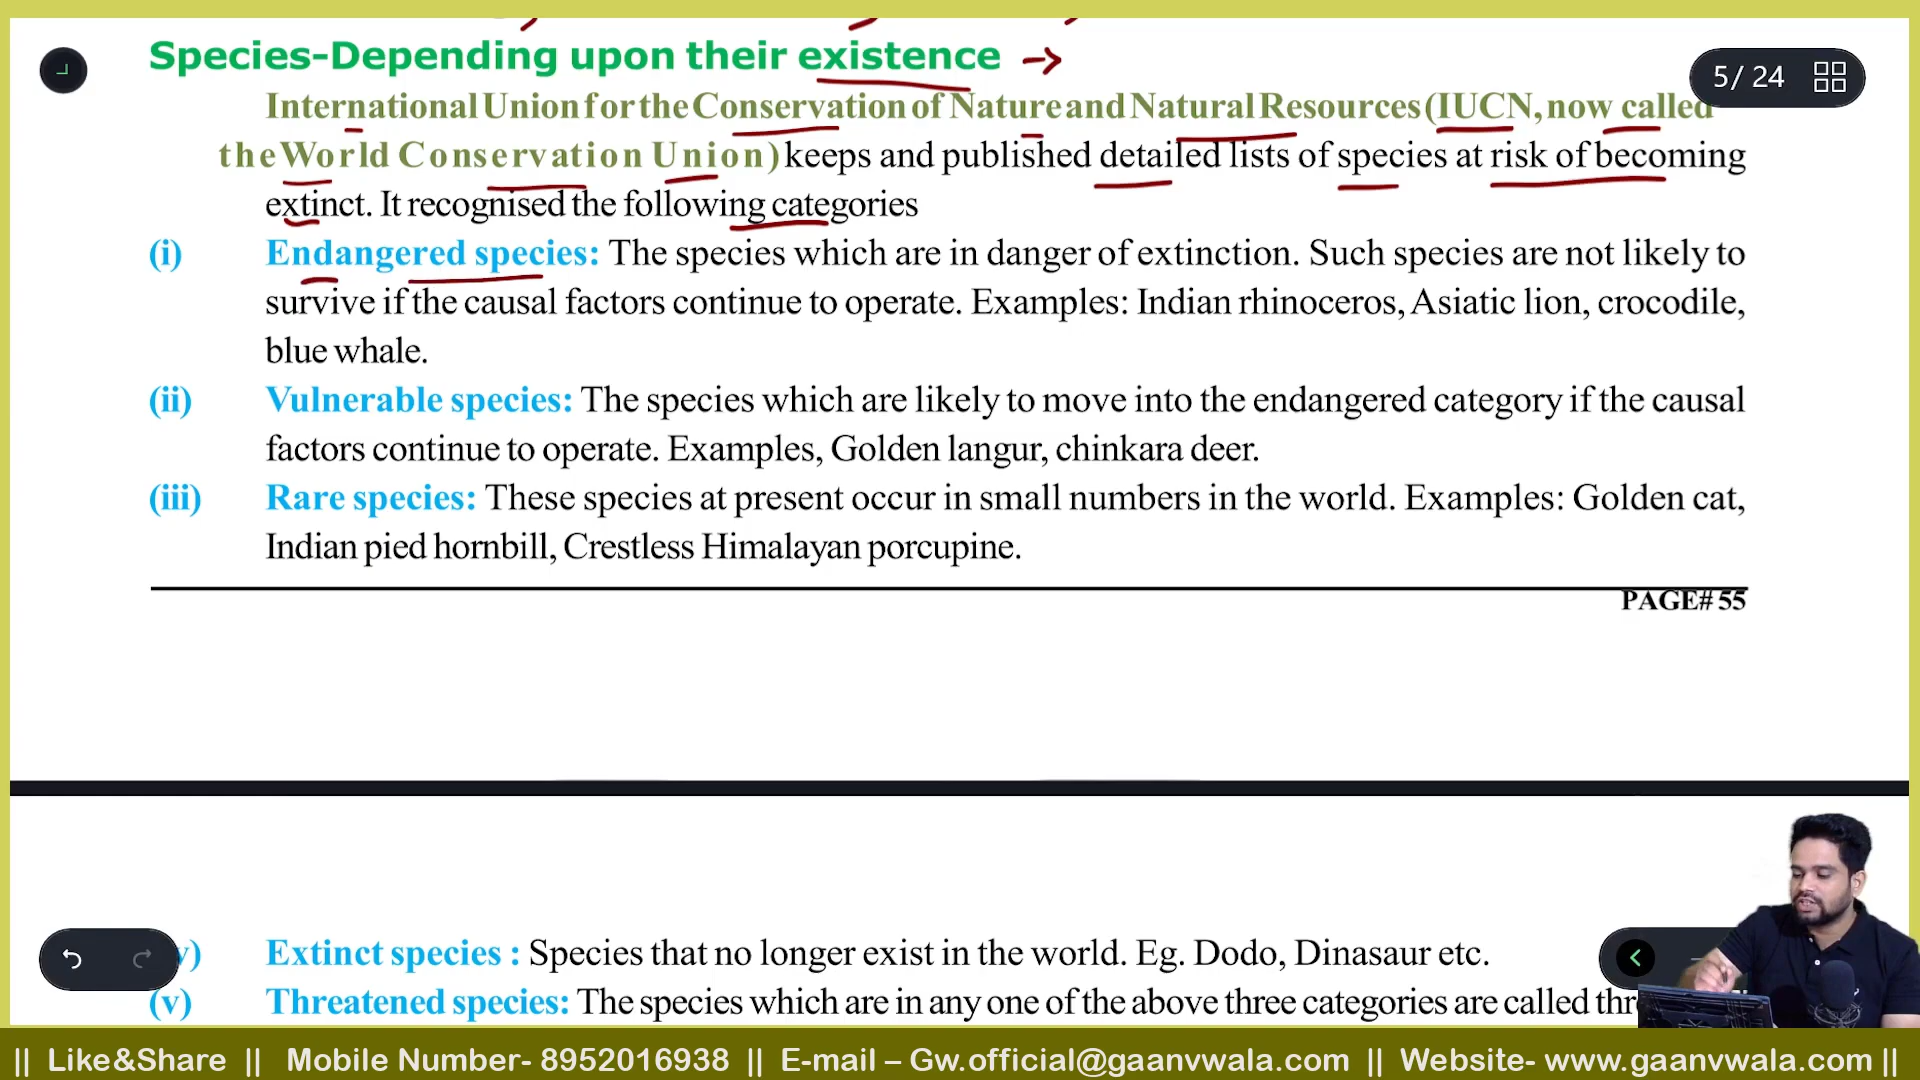 Species-Depending upon their existence
5/ 24
International Union for the Conservation of Nature and Natural Resources (IUCN, now called
the World Conservation Union) keeps and published detailed lists of species at risk of becoming
extinct. It recognised the following categories
(i) Endangered species: The species which are in danger of extinction. Such species are not likely to
survive if the causal factors continue to operate. Examples: Indian rhinoceros, Asiatic lion, crocodile,
blue whale.
(ii) Vulnerable species: The species which are likely to move into the endangered category if the causal
factors continue to operate. Examples, Golden langur, chinkara deer.
(iii) Rare species: These species at present occur in small numbers in the world. Examples: Golden cat,
Indian pied hornbill, Crestless Himalayan porcupine.
PAGE# 55
v) Extinct species : Species that no longer exist in the world. Eg. Dodo, Dinasaur etc.
(v) Threatened species: The species which are in any one of the above three categories are called
|| Like&Share || Mobile Number- 8952016938 || E-mail – Gw.official@gaanvwala.com || Website- www.gaanvwala.com ||